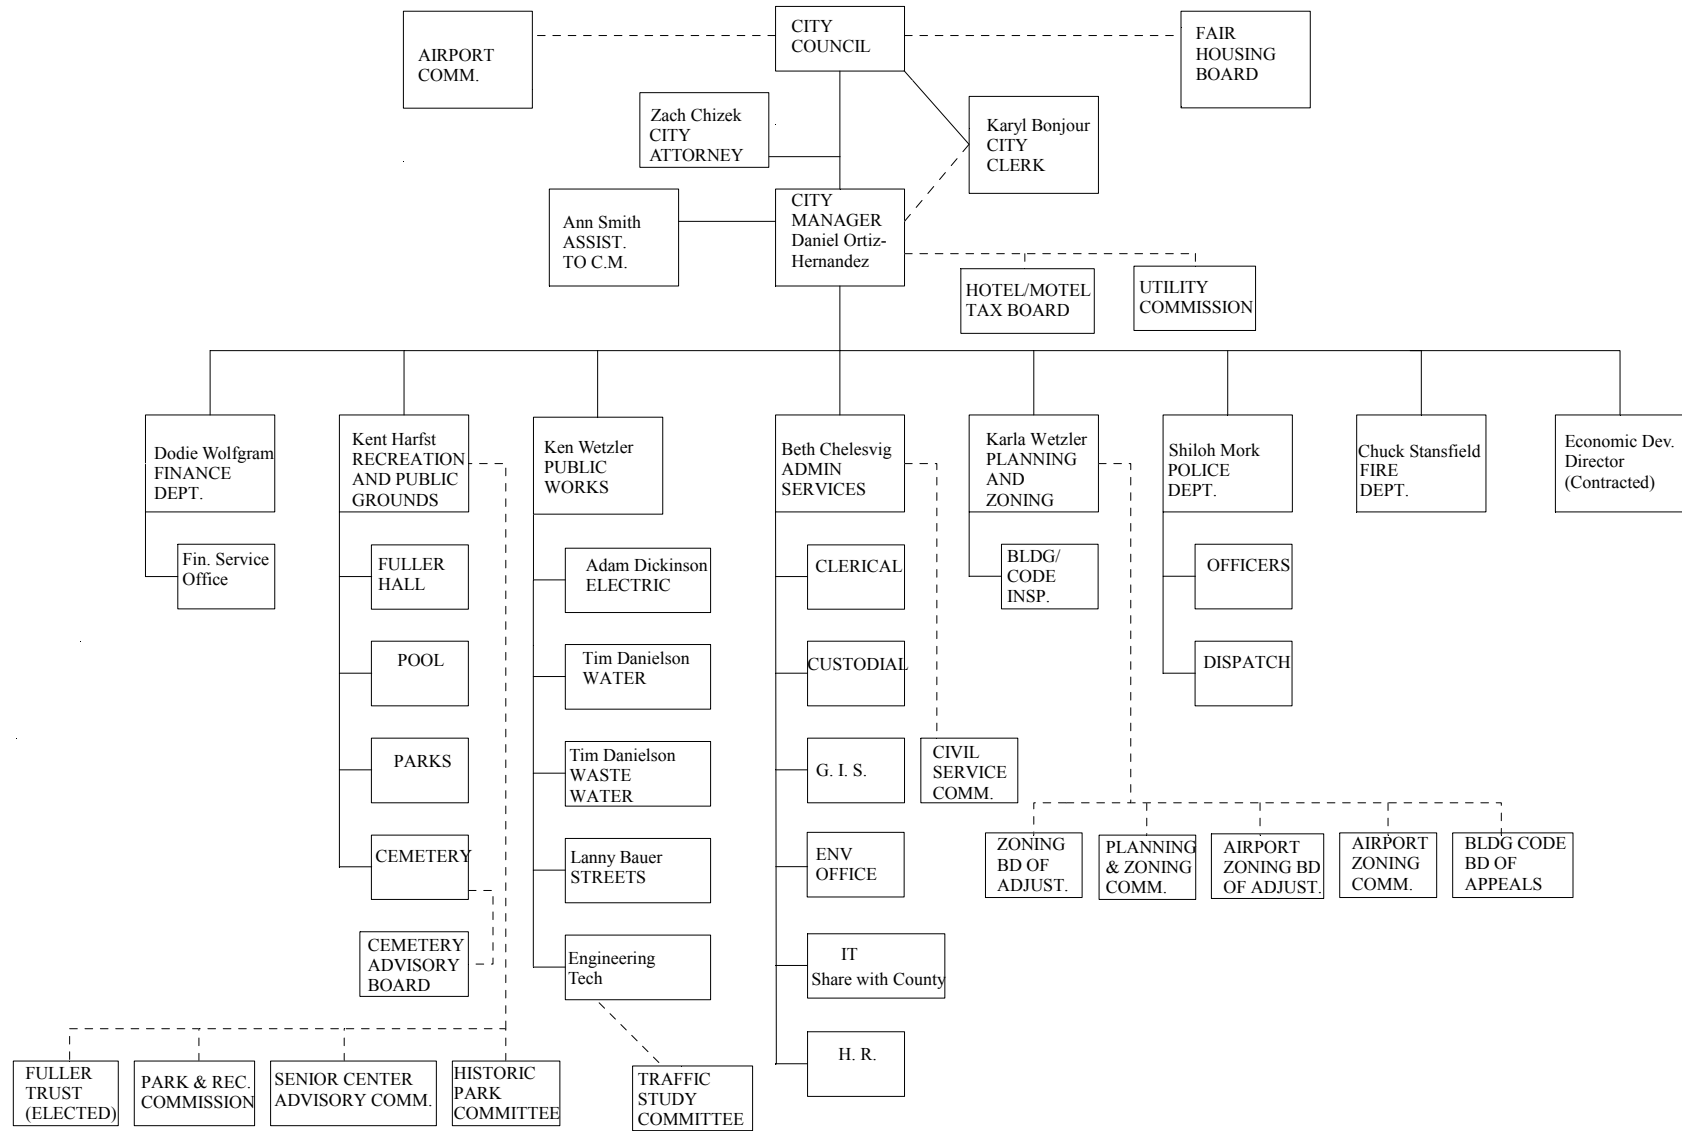 AIRPORT
COMM.
CITY
COUNCIL
FAIR
HOUSING
BOARD
Zach Chizek
CITY
ATTORNEY
Karyl Bonjour
CITY
CLERK
Ann Smith
ASSIST.
TO C.M.
CITY
MANAGER
Daniel Ortiz-
Hernandez
HOTEL/MOTEL
TAX BOARD
UTILITY
COMMISSION
Dodie Wolfgram
FINANCE
DEPT.
Kent Harfst
RECREATION
AND PUBLIC
GROUNDS
Ken Wetzler
PUBLIC
WORKS
Beth Chelesvig
ADMIN
SERVICES
Karla Wetzler
PLANNING
AND
ZONING
Shiloh Mork
POLICE
DEPT.
Chuck Stansfield
FIRE
DEPT.
Economic Dev.
Director
(Contracted)
Fin. Service
Office
FULLER
HALL
Adam Dickinson
ELECTRIC
CLERICAL
BLDG/
CODE
INSP.
OFFICERS
POOL
Tim Danielson
WATER
CUSTODIAL
DISPATCH
PARKS
Tim Danielson
WASTE
WATER
G. I. S.
CIVIL
SERVICE
COMM.
CEMETERY
Lanny Bauer
STREETS
ENV
OFFICE
ZONING
BD OF
ADJUST.
PLANNING
& ZONING
COMM.
AIRPORT
ZONING BD
OF ADJUST.
AIRPORT
ZONING
COMM.
BLDG CODE
BD OF
APPEALS
CEMETERY
ADVISORY
BOARD
Engineering
Tech
IT
Share with County
H. R.
FULLER
TRUST
(ELECTED)
PARK & REC.
COMMISSION
SENIOR CENTER
ADVISORY COMM.
HISTORIC
PARK
COMMITTEE
TRAFFIC
STUDY
COMMITTEE